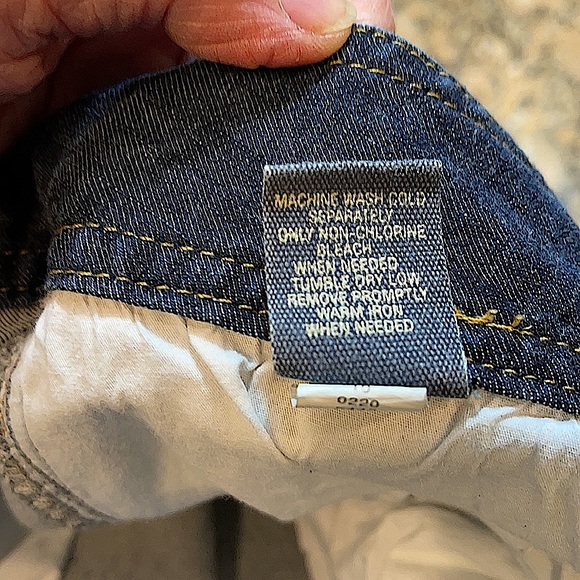 MACHINE WASH COLD
SEPARATELY
ONLY NON-CHLORINE
BLEACH
WHEN NEEDED
TUMBLE DRY LOW
REMOVE PROMPTLY
WARM IRON
WHEN NEEDED
0220